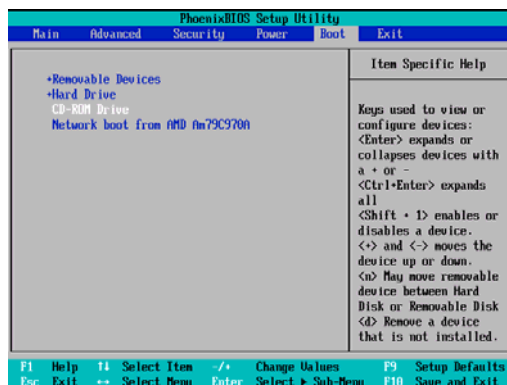 PhoenixBIOS Setup Utility
Main Advanced Security Power Boot Exit
+Removable Devices
+Hard Drive
CD-ROM Drive
Network boot from AMD Am79C970A
Item Specific Help
Keys used to view or
configure devices:
<Enter> expands or
collapses devices with
a + or -
<Ctrl+Enter> expands
all
<Shift + 1> enables or
disables a device.
<+> and <-> moves the
device up or down.
<n> May move removable
device between Hard
Disk or Removable Disk
<d> Remove a device
that is not installed.
F1 Help ↑↓ Select Item -/+ Change Values F9 Setup Defaults
Esc Exit ↔ Select Menu Enter Select ▶ Sub-Menu F10 Save and Exit